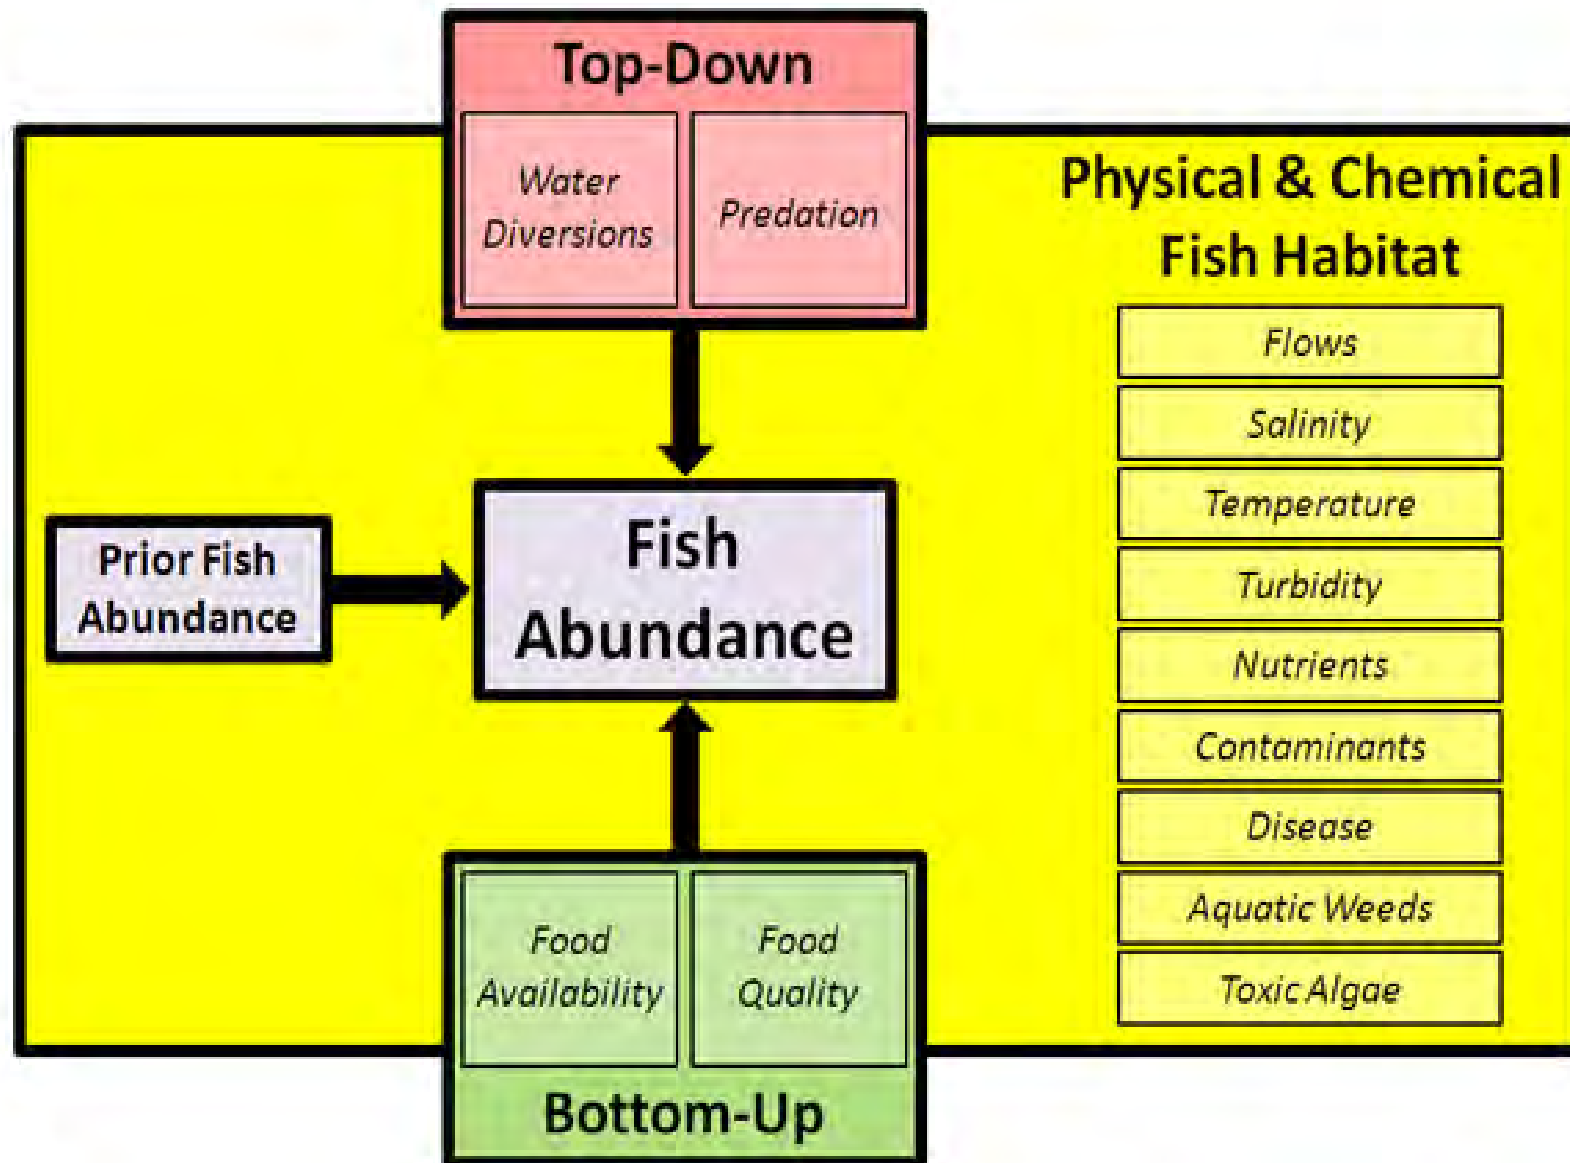 Top-Down
Water
Diversions
Predation
Physical & Chemical
Fish Habitat
Flows
Salinity
Temperature
Turbidity
Nutrients
Contaminants
Disease
Aquatic Weeds
Toxic Algae
Prior Fish
Abundance
Fish
Abundance
Food
Availability
Food
Quality
Bottom-Up